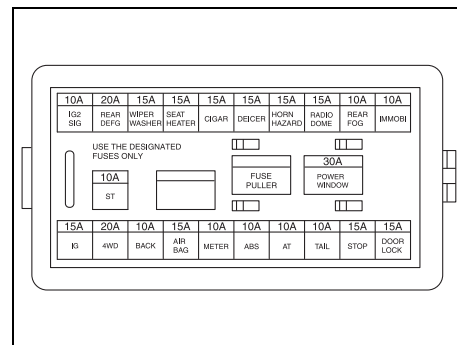 10A 20A 15A 15A 15A 15A 15A 15A 10A 10A
IG2 SIG REAR DEFG WIPER WASHER SEAT HEATER CIGAR DEICER HORN HAZARD RADIO DOME REAR FOG IMMOBI
USE THE DESIGNATED
FUSES ONLY
10A
ST
FUSE
PULLER
30A
POWER
WINDOW
15A 20A 10A 15A 10A 10A 10A 10A 15A 15A
IG 4WD BACK AIR BAG METER ABS AT TAIL STOP DOOR LOCK